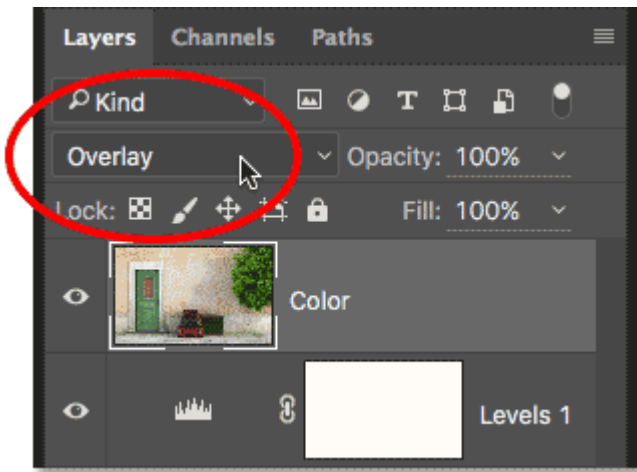 Layers Channels Paths
Kind T
Overlay Opacity: 100%
Lock: Fill: 100%
Color
Levels 1